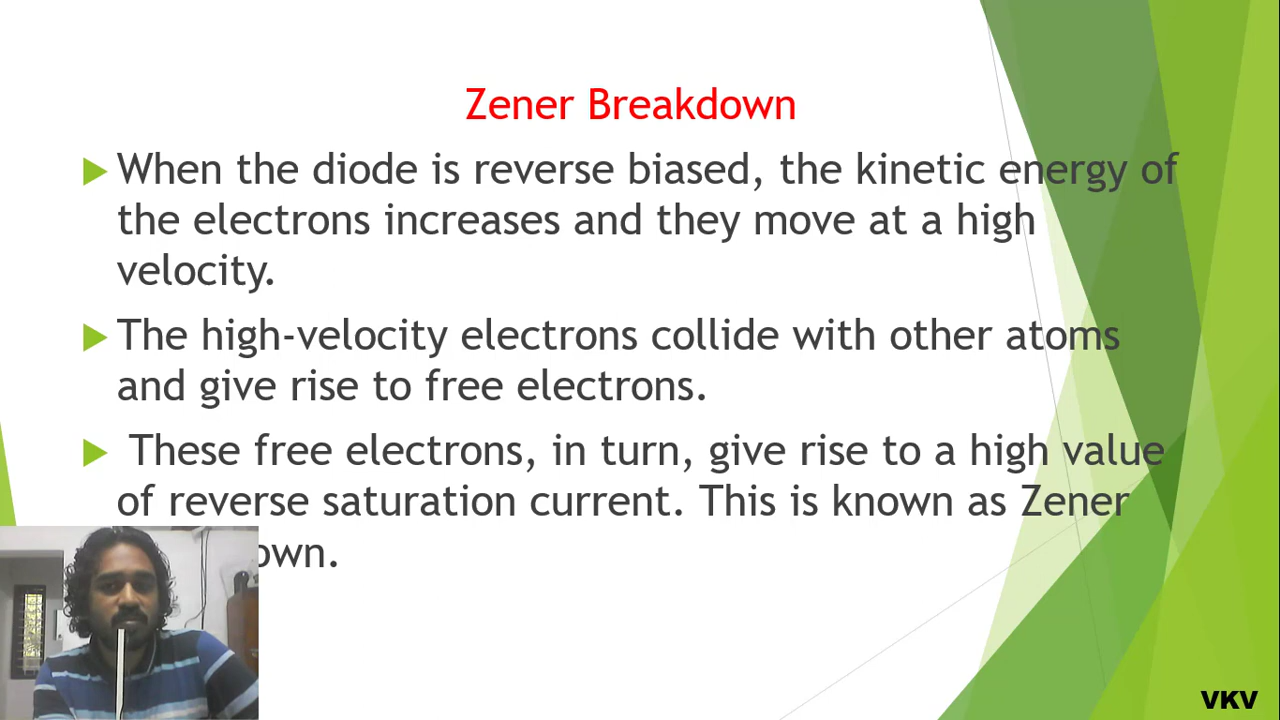 Zener Breakdown
When the diode is reverse biased, the kinetic energy of
the electrons increases and they move at a high
velocity.
The high-velocity electrons collide with other atoms
and give rise to free electrons.
These free electrons, in turn, give rise to a high value
of reverse saturation current. This is known as Zener
own.
VKV